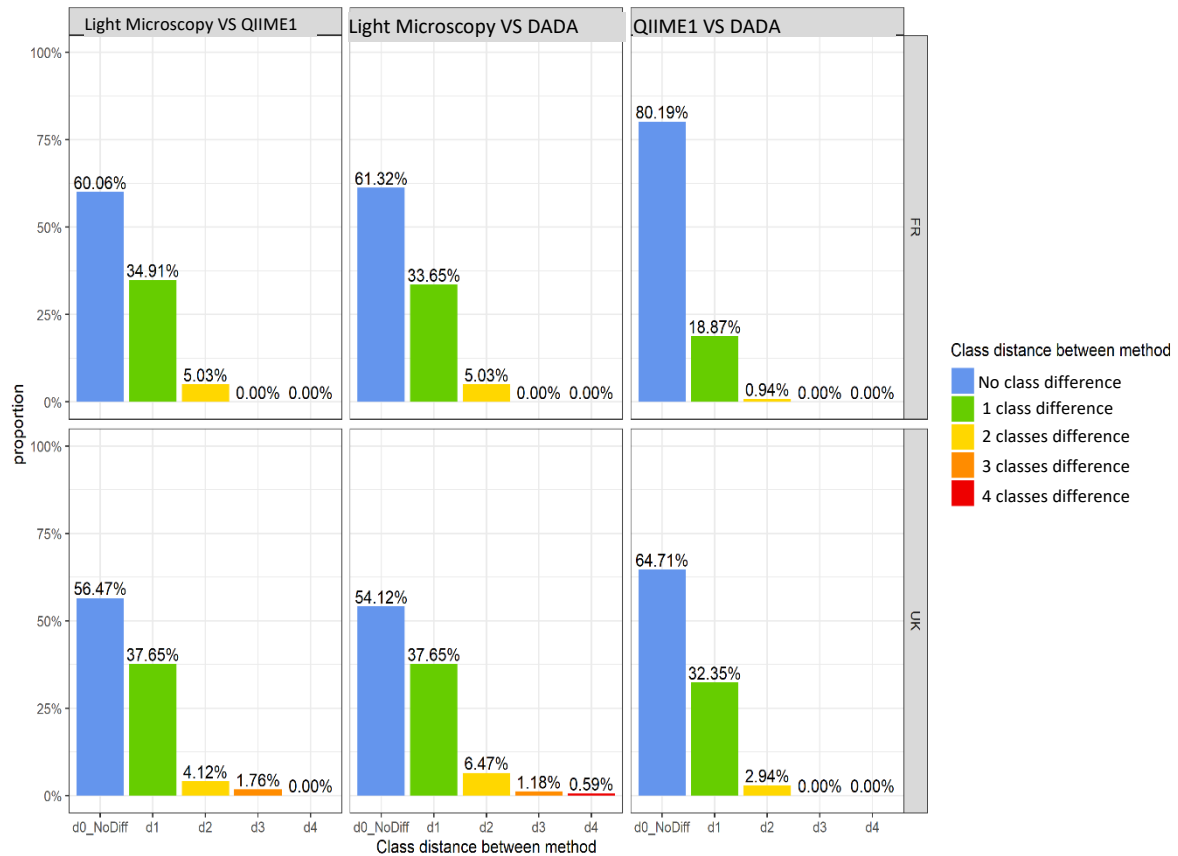 Light Microscopy VS QIIME1
Light Microscopy VS DADA
QIIME1 VS DADA
100%
75%
50%
25%
0%
60.06%
34.91%
5.03%
0.00%
0.00%
61.32%
33.65%
5.03%
0.00%
0.00%
80.19%
18.87%
0.94%
0.00%
0.00%
FR
proportion
100%
75%
50%
25%
0%
56.47%
37.65%
4.12%
1.76%
0.00%
54.12%
37.65%
6.47%
1.18%
0.59%
64.71%
32.35%
2.94%
0.00%
0.00%
UK
d0_NoDiff d1 d2 d3 d4
d0_NoDiff d1 d2 d3 d4
d0_NoDiff d1 d2 d3 d4
Class distance between method
Class distance between method
No class difference
1 class difference
2 classes difference
3 classes difference
4 classes difference